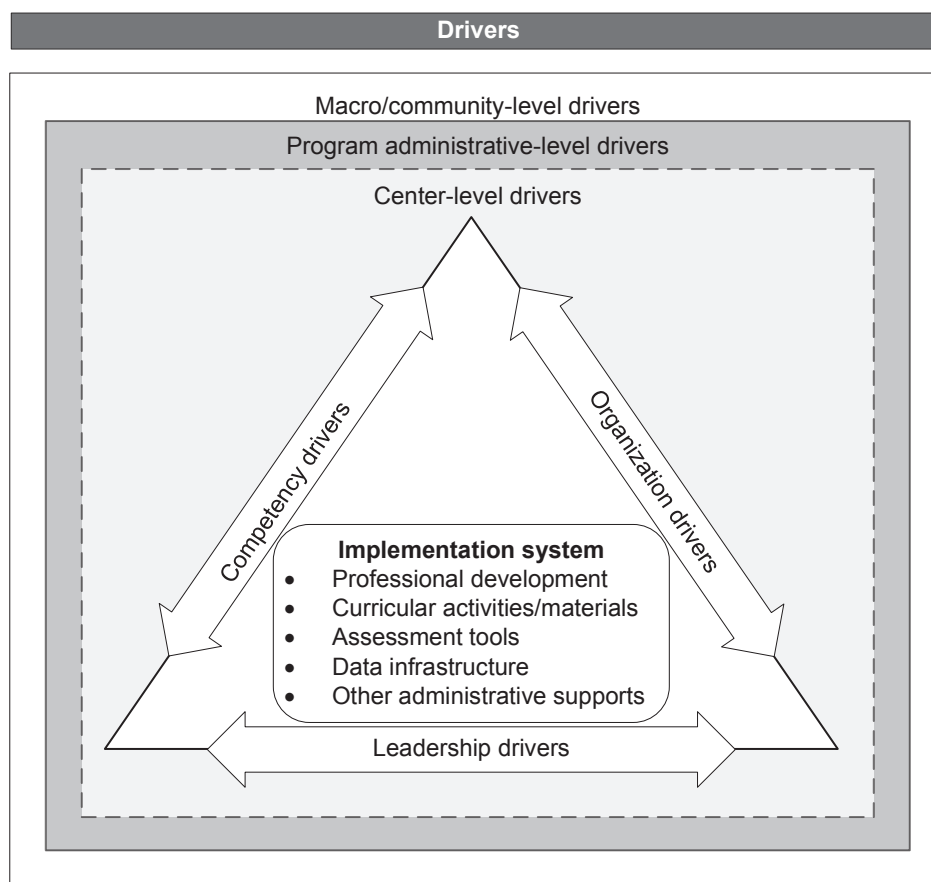 Drivers
Macro/community-level drivers
Program administrative-level drivers
Center-level drivers
Competency drivers
Organization drivers
Implementation system
• Professional development
• Curricular activities/materials
• Assessment tools
• Data infrastructure
• Other administrative supports
Leadership drivers